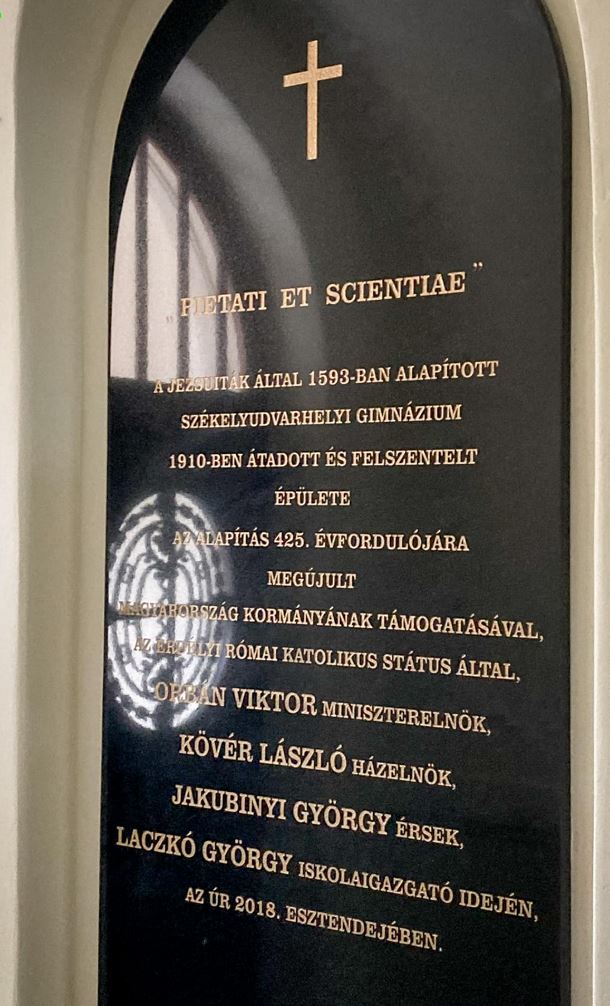 „PIETATI ET SCIENTIAE”
A JEZSUITÁK ÁLTAL 1593-BAN ALAPÍTOTT
SZÉKELYUDVARHELYI GIMNÁZIUM
1910-BEN ÁTADOTT ÉS FELSZENTELT
ÉPÜLETE
AZ ALAPÍTÁS 425. ÉVFORDULÓJÁRA
MEGÚJULT
MAGYARORSZÁG KORMÁNYÁNAK TÁMOGATÁSÁVAL,
AZ ERDÉLYI RÓMAI KATOLIKUS STÁTUS ÁLTAL,
ORBÁN VIKTOR MINISZTERELNÖK,
KÖVÉR LÁSZLÓ HÁZELNÖK,
JAKUBINYI GYÖRGY ÉRSEK,
LACZKÓ GYÖRGY ISKOLAIGAZGATÓ IDEJÉN,
AZ ÚR 2018. ESZTENDEJÉBEN.